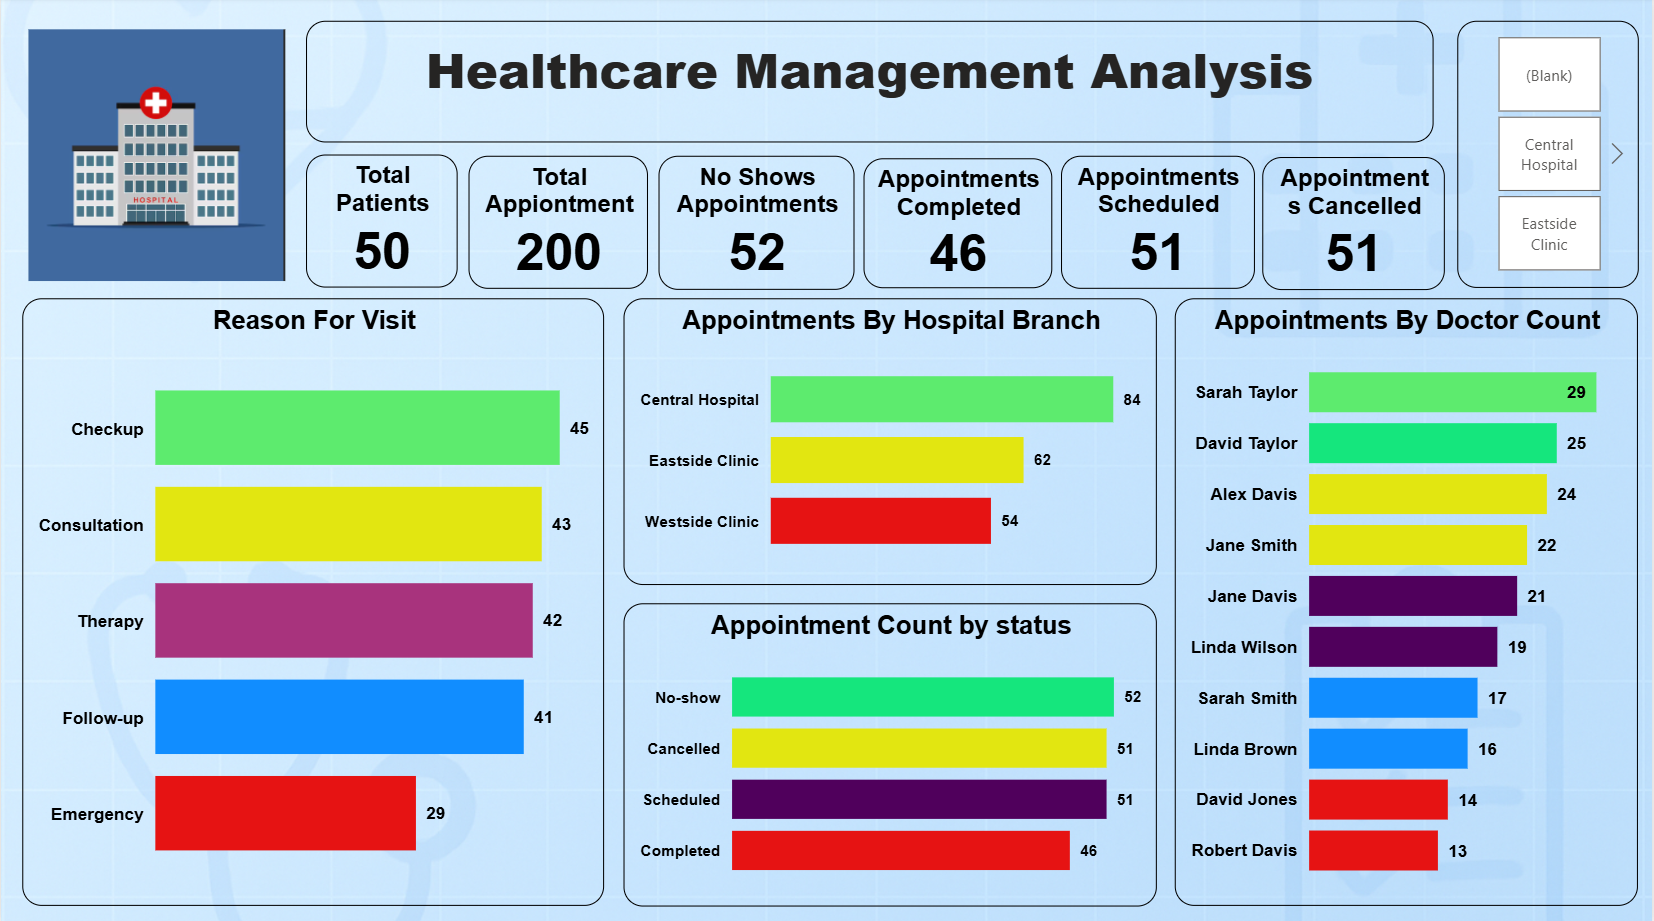 Healthcare Management Analysis
(Blank)
Central
Hospital
Eastside
Clinic
HOSPITAL
Total
Patients
50
Total
Appiontment
200
No Shows
Appointments
52
Appointments
Completed
46
Appointments
Scheduled
51
Appointment
s Cancelled
51
Reason For Visit
Checkup 45
Consultation 43
Therapy 42
Follow-up 41
Emergency 29
Appointments By Hospital Branch
Central Hospital 84
Eastside Clinic 62
Westside Clinic 54
Appointment Count by status
No-show 52
Cancelled 51
Scheduled 51
Completed 46
Appointments By Doctor Count
Sarah Taylor 29
David Taylor 25
Alex Davis 24
Jane Smith 22
Jane Davis 21
Linda Wilson 19
Sarah Smith 17
Linda Brown 16
David Jones 14
Robert Davis 13